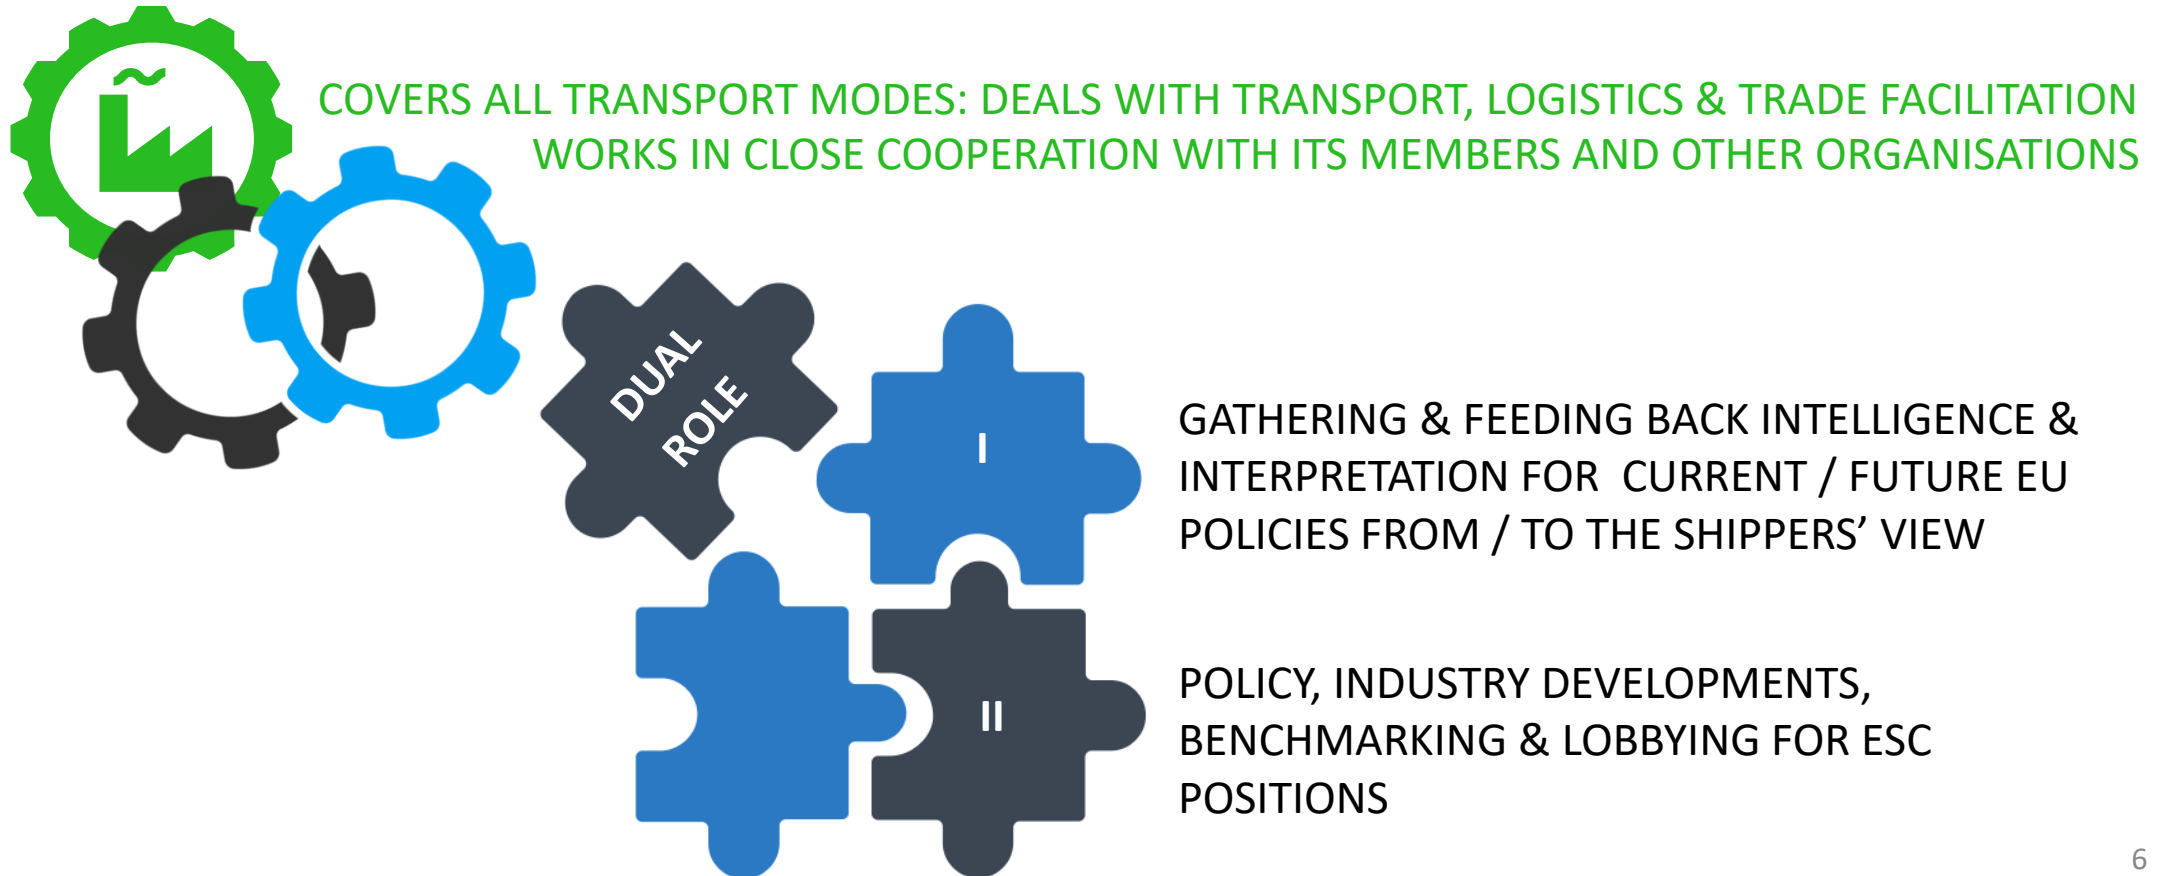 COVERS ALL TRANSPORT MODES: DEALS WITH TRANSPORT, LOGISTICS & TRADE FACILITATION
WORKS IN CLOSE COOPERATION WITH ITS MEMBERS AND OTHER ORGANISATIONS
DUAL
ROLE
I
GATHERING & FEEDING BACK INTELLIGENCE &
INTERPRETATION FOR  CURRENT / FUTURE EU
POLICIES FROM / TO THE SHIPPERS’ VIEW
II
POLICY, INDUSTRY DEVELOPMENTS,
BENCHMARKING & LOBBYING FOR ESC
POSITIONS
6